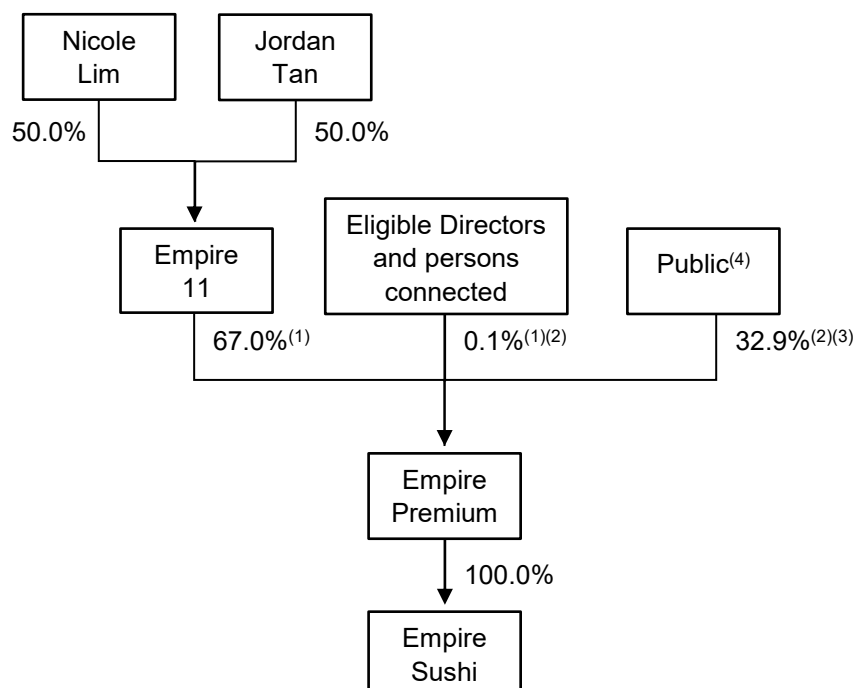 Nicole
Lim
Jordan
Tan
50.0%
50.0%
Empire
11
Eligible Directors
and persons
connected
Public(4)
67.0%(1)
0.1%(1)(2)
32.9%(2)(3)
Empire
Premium
100.0%
Empire
Sushi